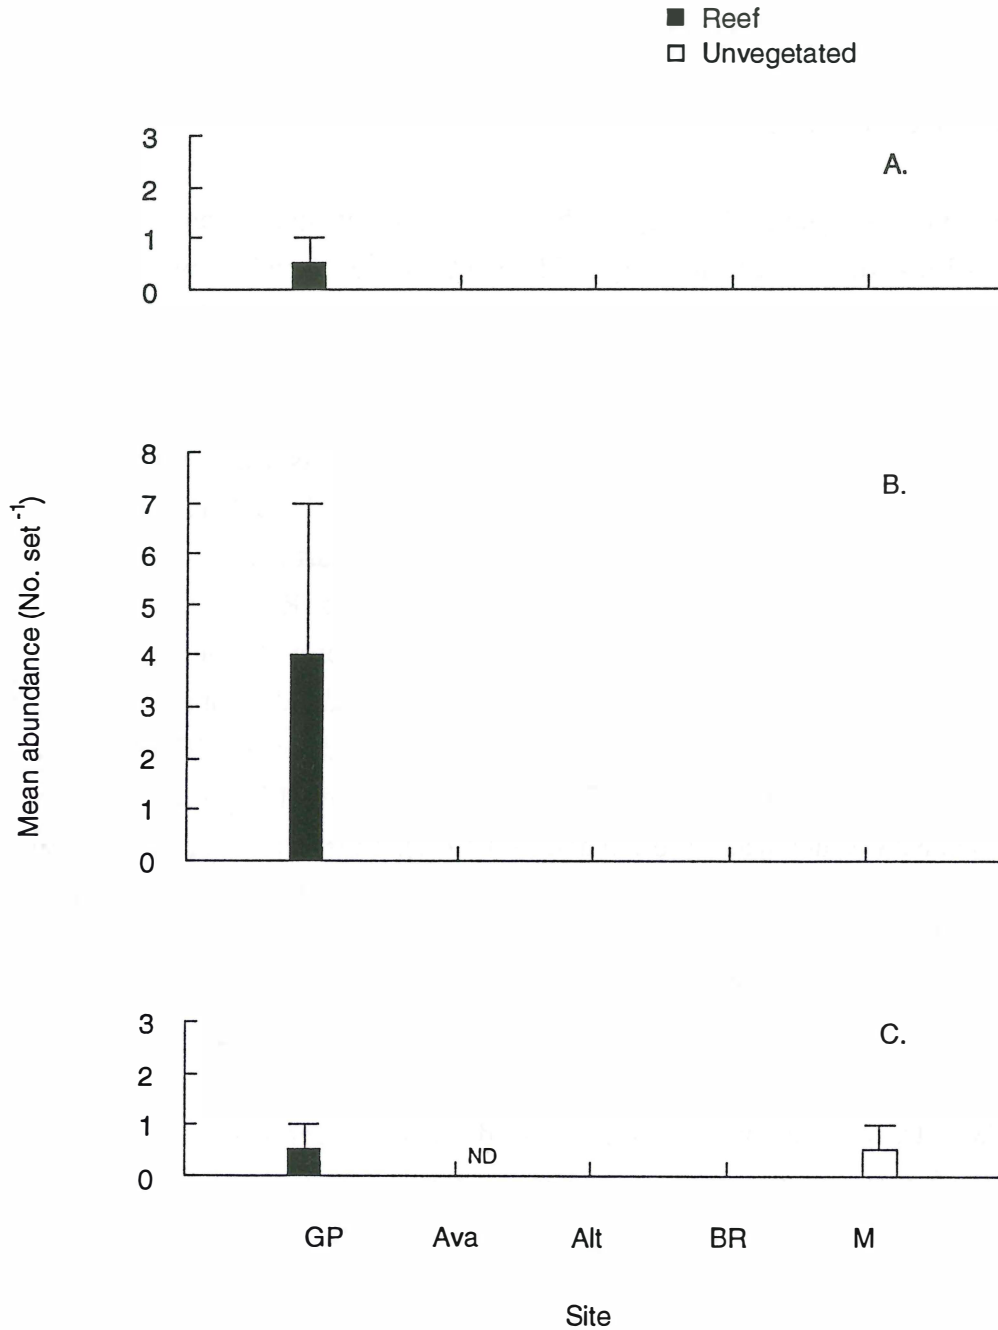 Reef
Unvegetated
A.
3
2
1
0
Mean abundance (No. set⁻¹)
B.
8
7
6
5
4
3
2
1
0
C.
3
2
1
0
ND
GP Ava Alt BR M
Site